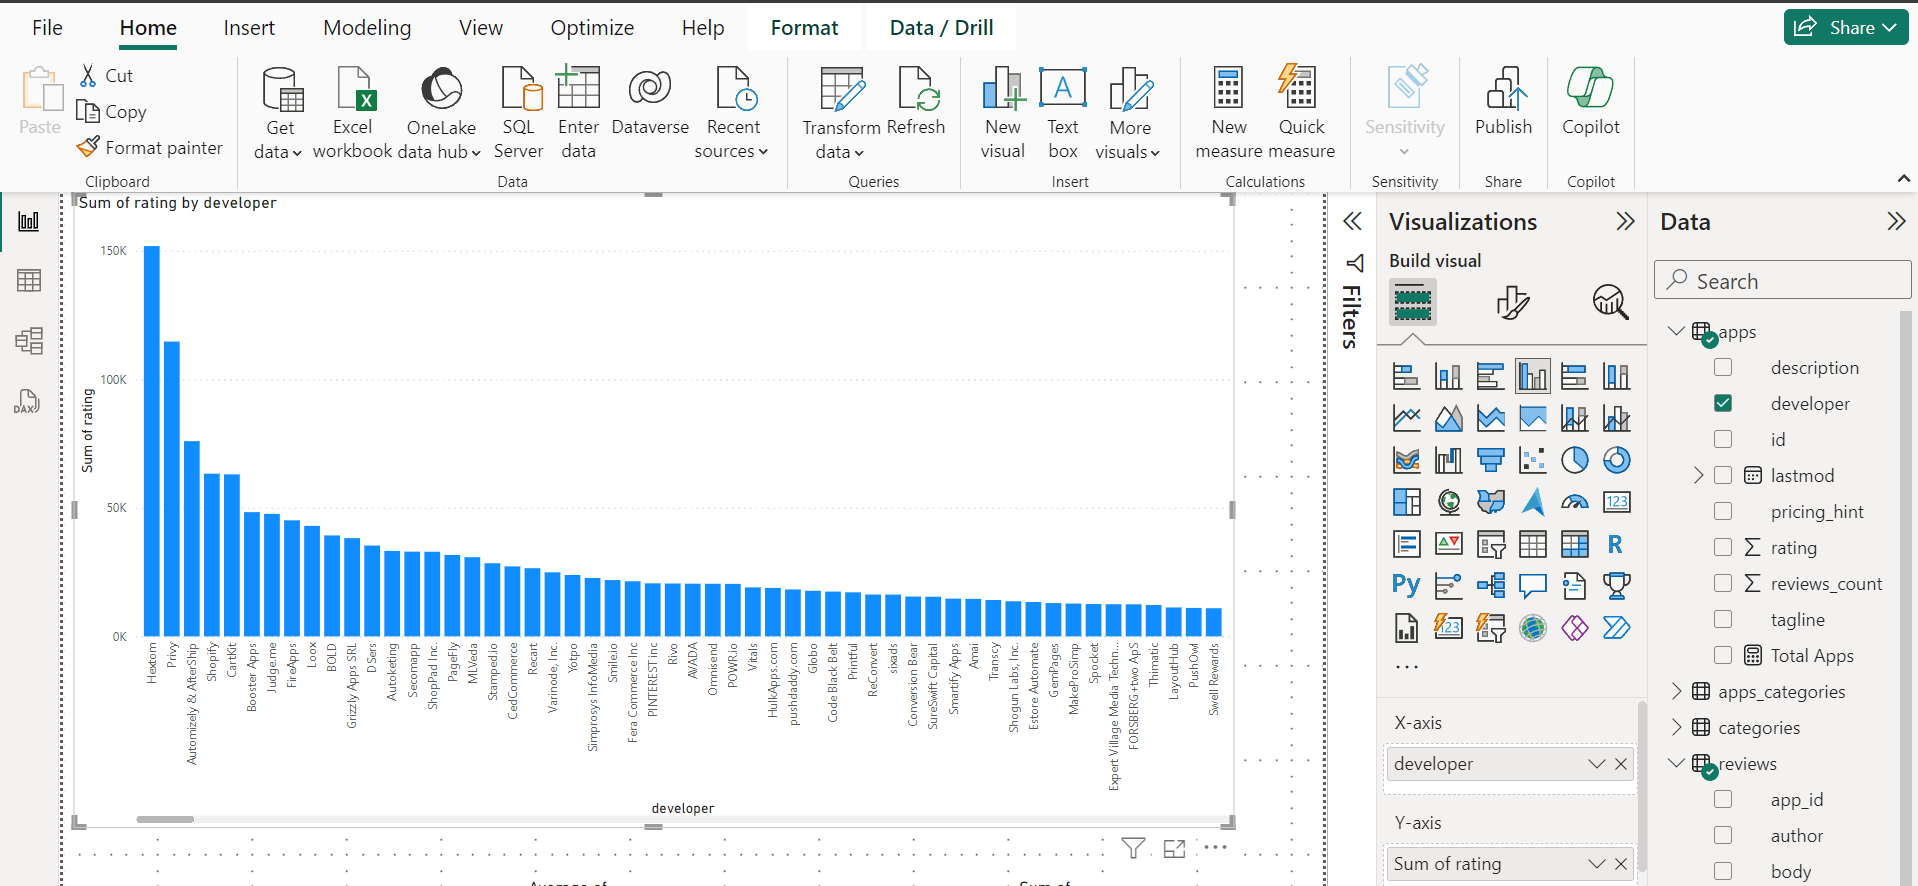 File Home Insert Modeling View Optimize Help Format Data / Drill Share
Paste
Cut
Copy
Format painter
Clipboard
Get data
Excel workbook
OneLake data hub
SQL Server
Enter data
Dataverse
Recent sources
Data
Transform data
Refresh
Queries
New visual
Text box
More visuals
Insert
New measure
Quick measure
Calculations
Sensitivity
Sensitivity
Publish
Share
Copilot
Copilot
Sum of rating by developer
Sum of rating
150K
100K
50K
0K
Hextom
Privy
Automizely & AfterShip
Shopify
CartKit
Booster Apps
Judge.me
FireApps
Loox
BOLD
Grizzly Apps SRL
DSers
Autoketing
Secomapp
ShopPad Inc.
PageFly
MLVeda
Stamped.io
CedCommerce
Recart
Varinode, Inc.
Yotpo
Simprosys InfoMedia
Smile.io
Fera Commerce Inc
PINTEREST inc
Rivo
AVADA
Omnisend
POWR.io
Vitals
HulkApps.com
pushdaddy.com
Globo
Code Black Belt
Printful
ReConvert
sixads
Conversion Bear
SureSwift Capital
Smartify Apps
Amai
Transcy
Shogun Labs, Inc.
Estore Automate
GemPages
MakeProSimp
Spocket
Expert Village Media Techn...
FORSBERG+two ApS
Thimatic
LayoutHub
PushOwl
Swell Rewards
developer
Filters
Visualizations
Build visual
123
R
Py
123
...
X-axis
developer
Y-axis
Sum of rating
Data
Search
apps
description
developer
id
lastmod
pricing_hint
rating
reviews_count
tagline
Total Apps
apps_categories
categories
reviews
app_id
author
body
DAX